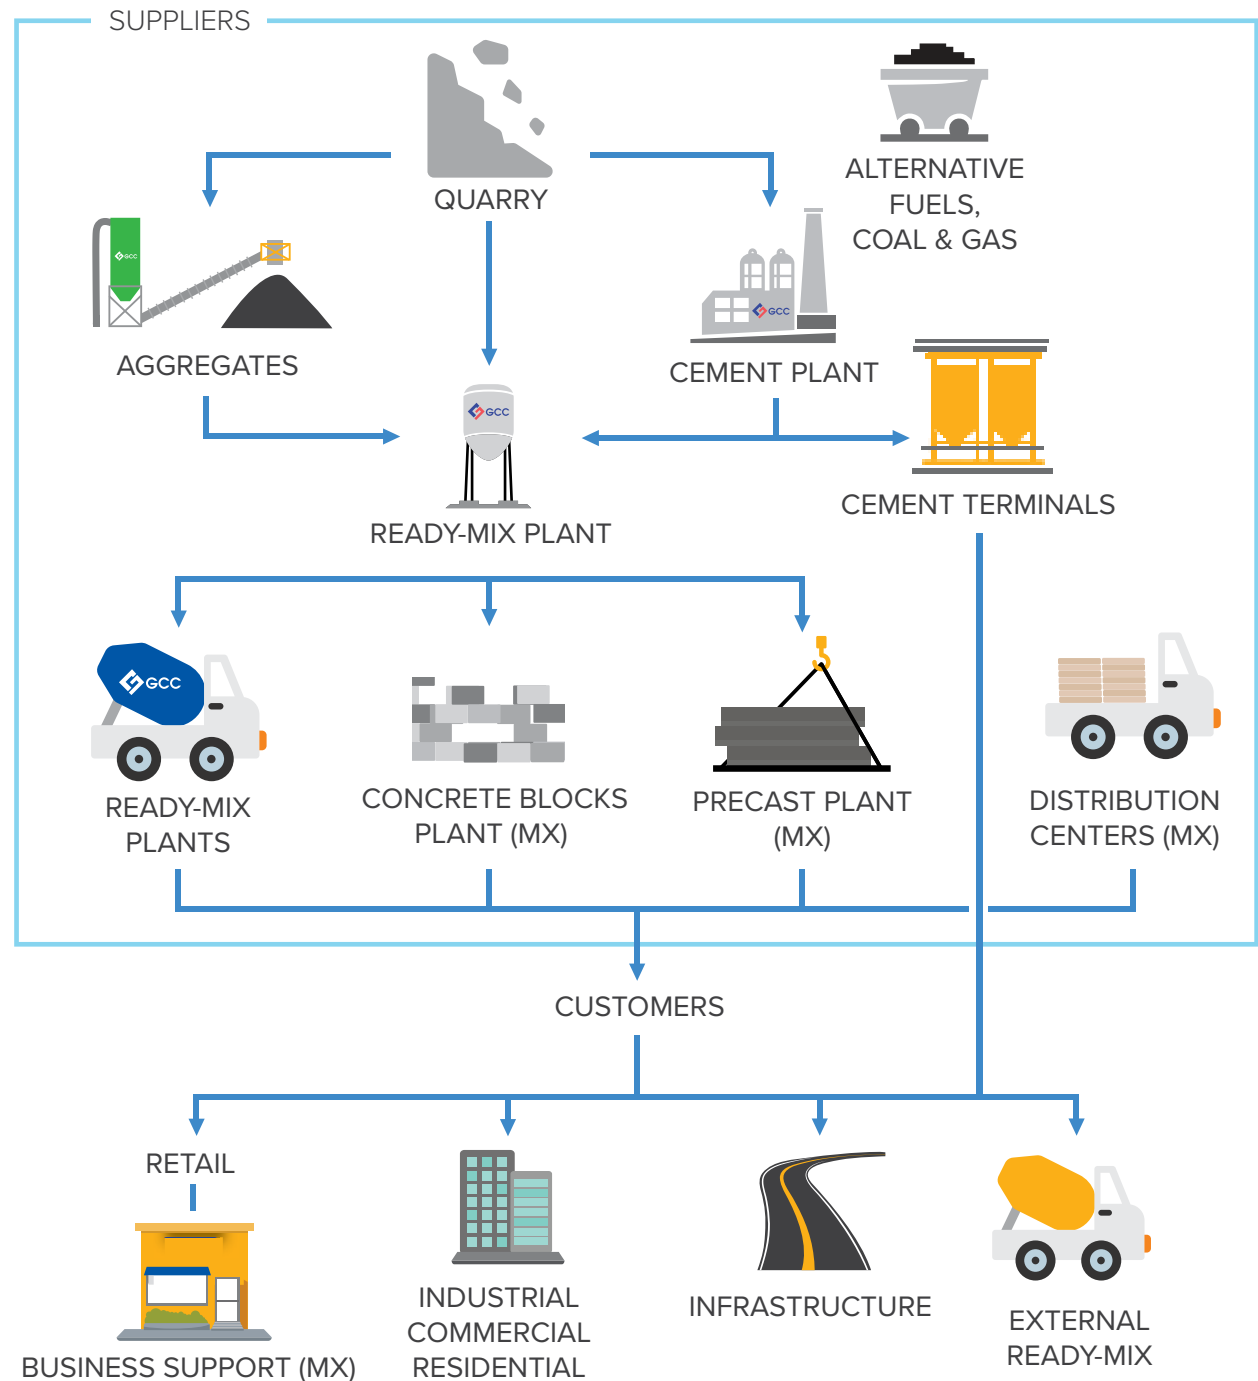 SUPPLIERS
QUARRY
ALTERNATIVE
FUELS,
COAL & GAS
GCC
GCC
AGGREGATES
CEMENT PLANT
GCC
CEMENT TERMINALS
READY-MIX PLANT
GCC
READY-MIX
PLANTS
CONCRETE BLOCKS
PLANT (MX)
PRECAST PLANT
(MX)
DISTRIBUTION
CENTERS (MX)
CUSTOMERS
RETAIL
BUSINESS SUPPORT (MX)
INDUSTRIAL
COMMERCIAL
RESIDENTIAL
INFRASTRUCTURE
EXTERNAL
READY-MIX